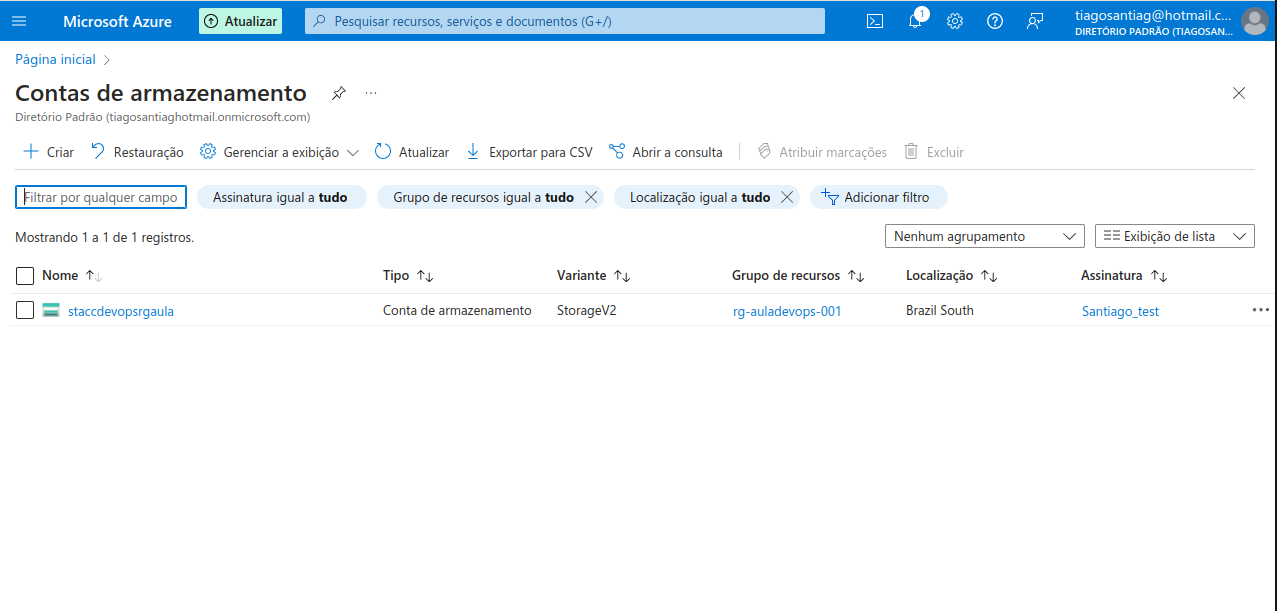 Microsoft Azure Atualizar Pesquisar recursos, serviços e documentos (G+/) 1 tiagosantiag@hotmail.c...
DIRETÓRIO PADRÃO (TIAGOSAN...
Página inicial >
Contas de armazenamento ...
Diretório Padrão (tiagosantiaghotmail.onmicrosoft.com)
Criar Restauração Gerenciar a exibição Atualizar Exportar para CSV Abrir a consulta Atribuir marcações Excluir
Filtrar por qualquer campo Assinatura igual a tudo Grupo de recursos igual a tudo Localização igual a tudo Adicionar filtro
Mostrando 1 a 1 de 1 registros. Nenhum agrupamento Exibição de lista
Nome Tipo Variante Grupo de recursos Localização Assinatura
staccdevopsrgaula Conta de armazenamento StorageV2 rg-auladevops-001 Brazil South Santiago_test ...